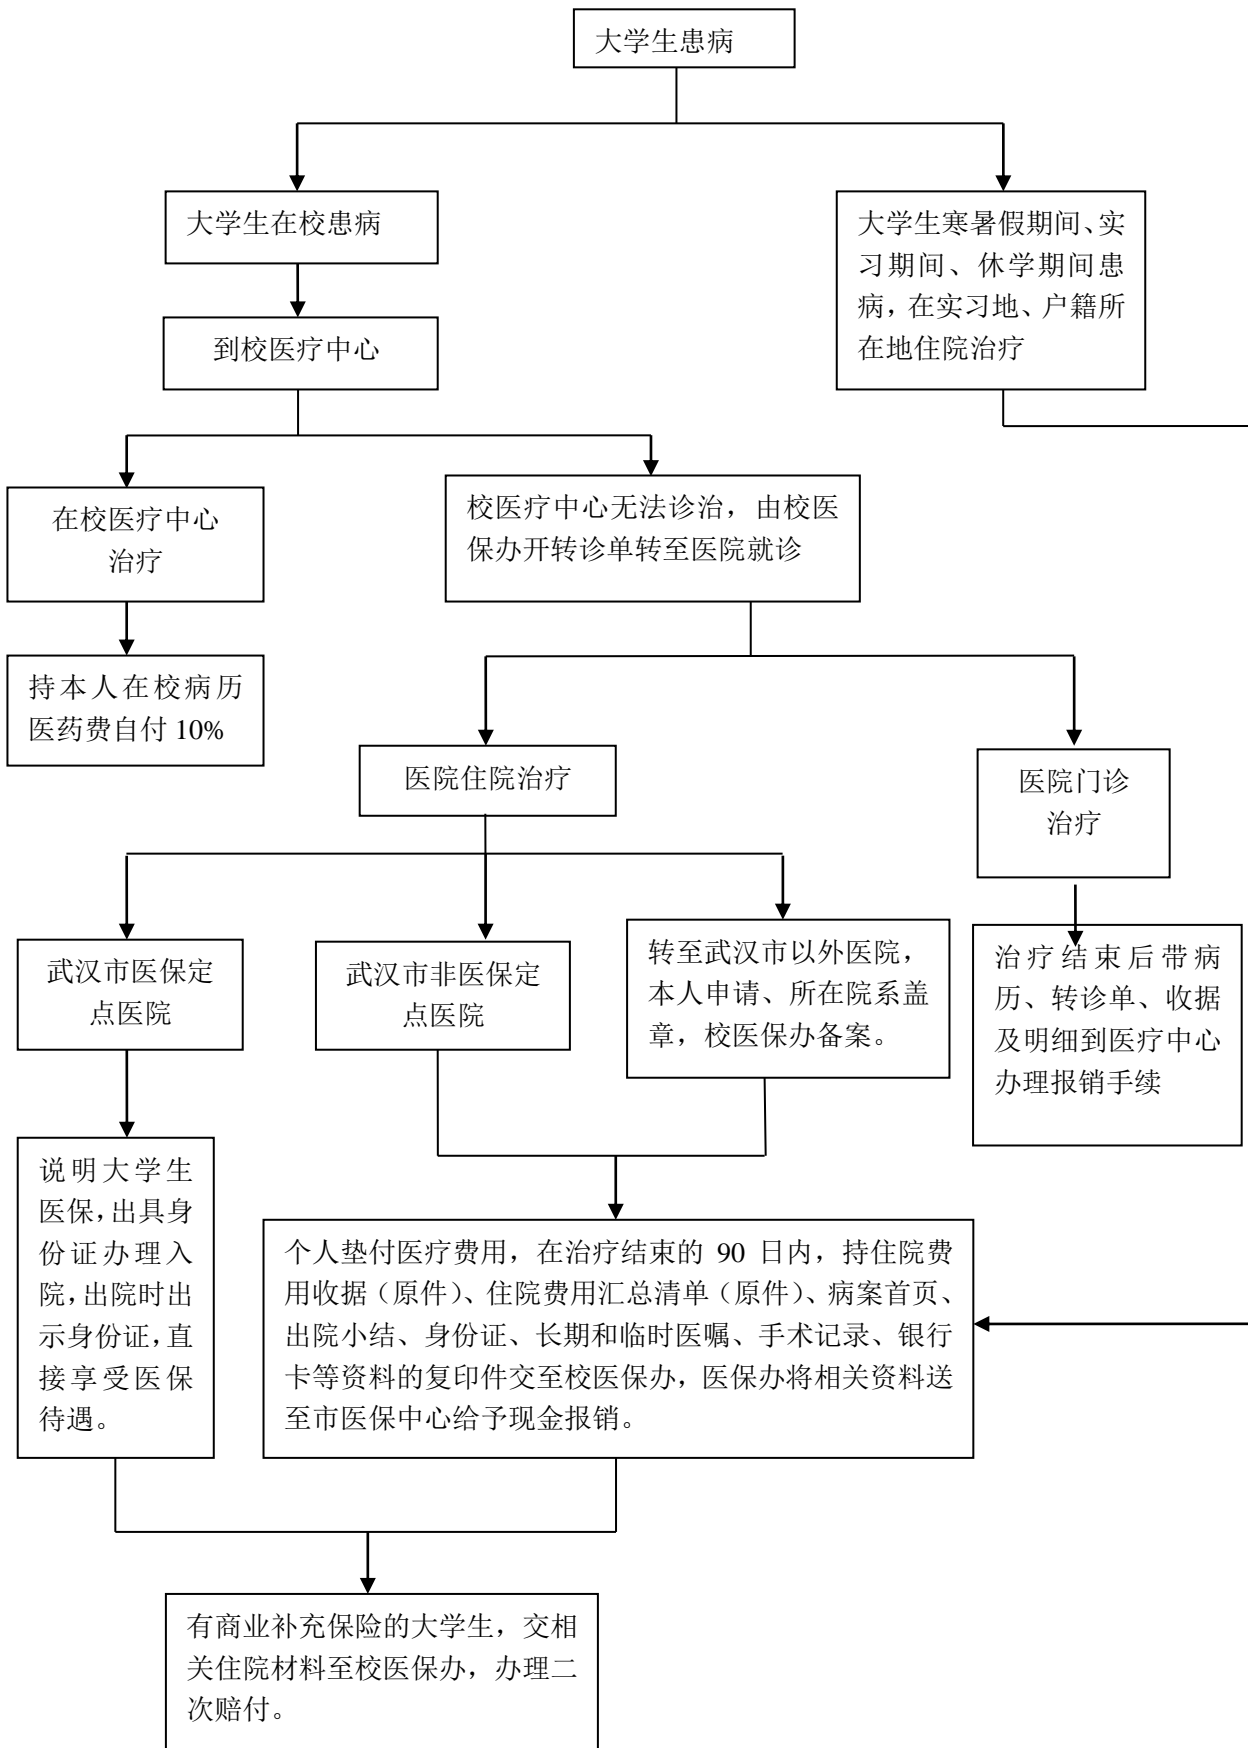 大学生患病
大学生在校患病
大学生寒暑假期间、实
习期间、休学期间患
病，在实习地、户籍所
在地住院治疗
到校医疗中心
在校医疗中心
治疗
校医疗中心无法诊治，由校医
保办开转诊单转至医院就诊
持本人在校病历
医药费自付 10%
医院住院治疗
医院门诊
治疗
武汉市医保定
点医院
武汉市非医保定
点医院
转至武汉市以外医院，
本人申请、所在院系盖
章，校医保办备案。
治疗结束后带病
历、转诊单、收据
及明细到医疗中心
办理报销手续
说明大学生
医保，出具身
份证办理入
院，出院时出
示身份证，直
接享受医保
待遇。
个人垫付医疗费用，在治疗结束的 90 日内，持住院费
用收据（原件）、住院费用汇总清单（原件）、病案首页、
出院小结、身份证、长期和临时医嘱、手术记录、银行
卡等资料的复印件交至校医保办，医保办将相关资料送
至市医保中心给予现金报销。
有商业补充保险的大学生，交相
关住院材料至校医保办，办理二
次赔付。